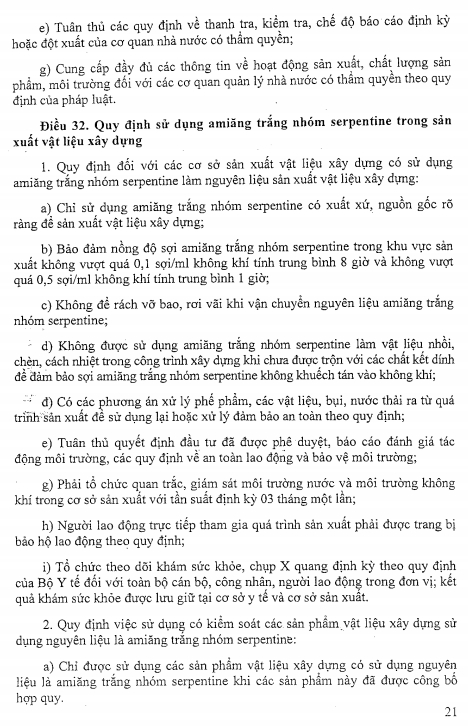 e) Tuân thủ các quy định về thanh tra, kiểm tra, chế độ báo cáo định kỳ
hoặc đột xuất của cơ quan nhà nước có thẩm quyền;
g) Cung cấp đầy đủ các thông tin về hoạt động sản xuất, chất lượng sản
phẩm, môi trường đối với các cơ quan quản lý nhà nước có thẩm quyền theo quy
định của pháp luật.
Điều 32. Quy định sử dụng amiăng trắng nhóm serpentine trong sản
xuất vật liệu xây dựng
1. Quy định đối với các cơ sở sản xuất vật liệu xây dựng có sử dụng
amiăng trắng nhóm serpentine làm nguyên liệu sản xuất vật liệu xây dựng:
a) Chỉ sử dụng amiăng trắng nhóm serpentine có xuất xứ, nguồn gốc rõ
ràng để sản xuất vật liệu xây dựng;
b) Bảo đảm nồng độ sợi amiăng trắng nhóm serpentine trong khu vực sản
xuất không vượt quá 0,1 sợi/ml không khí tính trung bình 8 giờ và không vượt
quá 0,5 sợi/ml không khí tính trung bình 1 giờ;
c) Không để rách vỡ bao, rơi vãi khi vận chuyển nguyên liệu amiăng trắng
nhóm serpentine;
d) Không được sử dụng amiăng trắng nhóm serpentine làm vật liệu nhồi,
chèn, cách nhiệt trong công trình xây dựng khi chưa được trộn với các chất kết dính
để đảm bảo sợi amiăng trắng nhóm serpentine không khuếch tán vào không khí;
đ) Có các phương án xử lý phế phẩm, các vật liệu, bụi, nước thải ra từ quá
trình sản xuất để sử dụng lại hoặc xử lý đảm bảo an toàn theo quy định;
e) Tuân thủ quyết định đầu tư đã được phê duyệt, báo cáo đánh giá tác
động môi trường, các quy định về an toàn lao động và bảo vệ môi trường;
g) Phải tổ chức quan trắc, giám sát môi trường nước và môi trường không
khí trong cơ sở sản xuất với tần suất định kỳ 03 tháng một lần;
h) Người lao động trực tiếp tham gia quá trình sản xuất phải được trang bị
bảo hộ lao động theo quy định;
i) Tổ chức theo dõi khám sức khỏe, chụp X quang định kỳ theo quy định
của Bộ Y tế đối với toàn bộ cán bộ, công nhân, người lao động trong đơn vị; kết
quả khám sức khỏe được lưu giữ tại cơ sở y tế và cơ sở sản xuất.
2. Quy định việc sử dụng có kiểm soát các sản phẩm vật liệu xây dựng sử
dụng nguyên liệu là amiăng trắng nhóm serpentine:
a) Chỉ được sử dụng các sản phẩm vật liệu xây dựng có sử dụng nguyên
liệu là amiăng trắng nhóm serpentine khi các sản phẩm này đã được công bố
hợp quy.
21